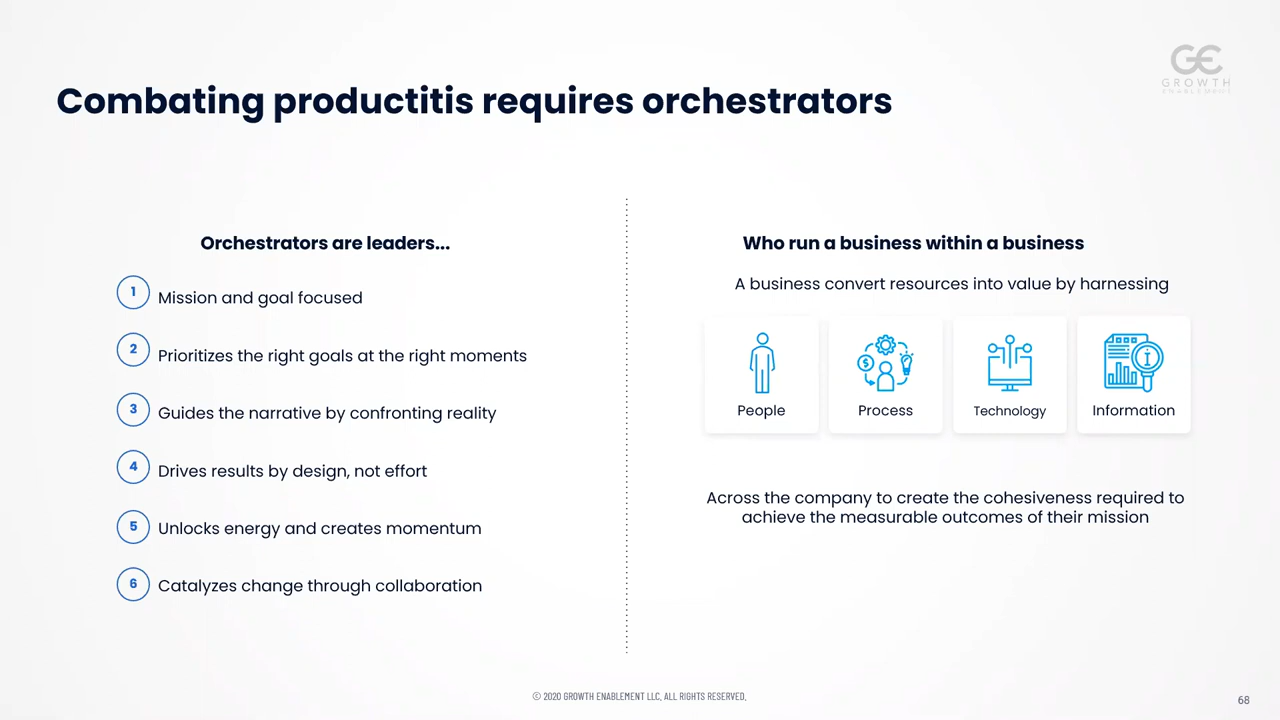 GE
GROWTH
ENABLEMENT
Combating productitis requires orchestrators
Orchestrators are leaders...
1 Mission and goal focused
2 Prioritizes the right goals at the right moments
3 Guides the narrative by confronting reality
4 Drives results by design, not effort
5 Unlocks energy and creates momentum
6 Catalyzes change through collaboration
Who run a business within a business
A business convert resources into value by harnessing
People
Process
Technology
Information
Across the company to create the cohesiveness required to
achieve the measurable outcomes of their mission
© 2020 GROWTH ENABLEMENT LLC, ALL RIGHTS RESERVED.
68